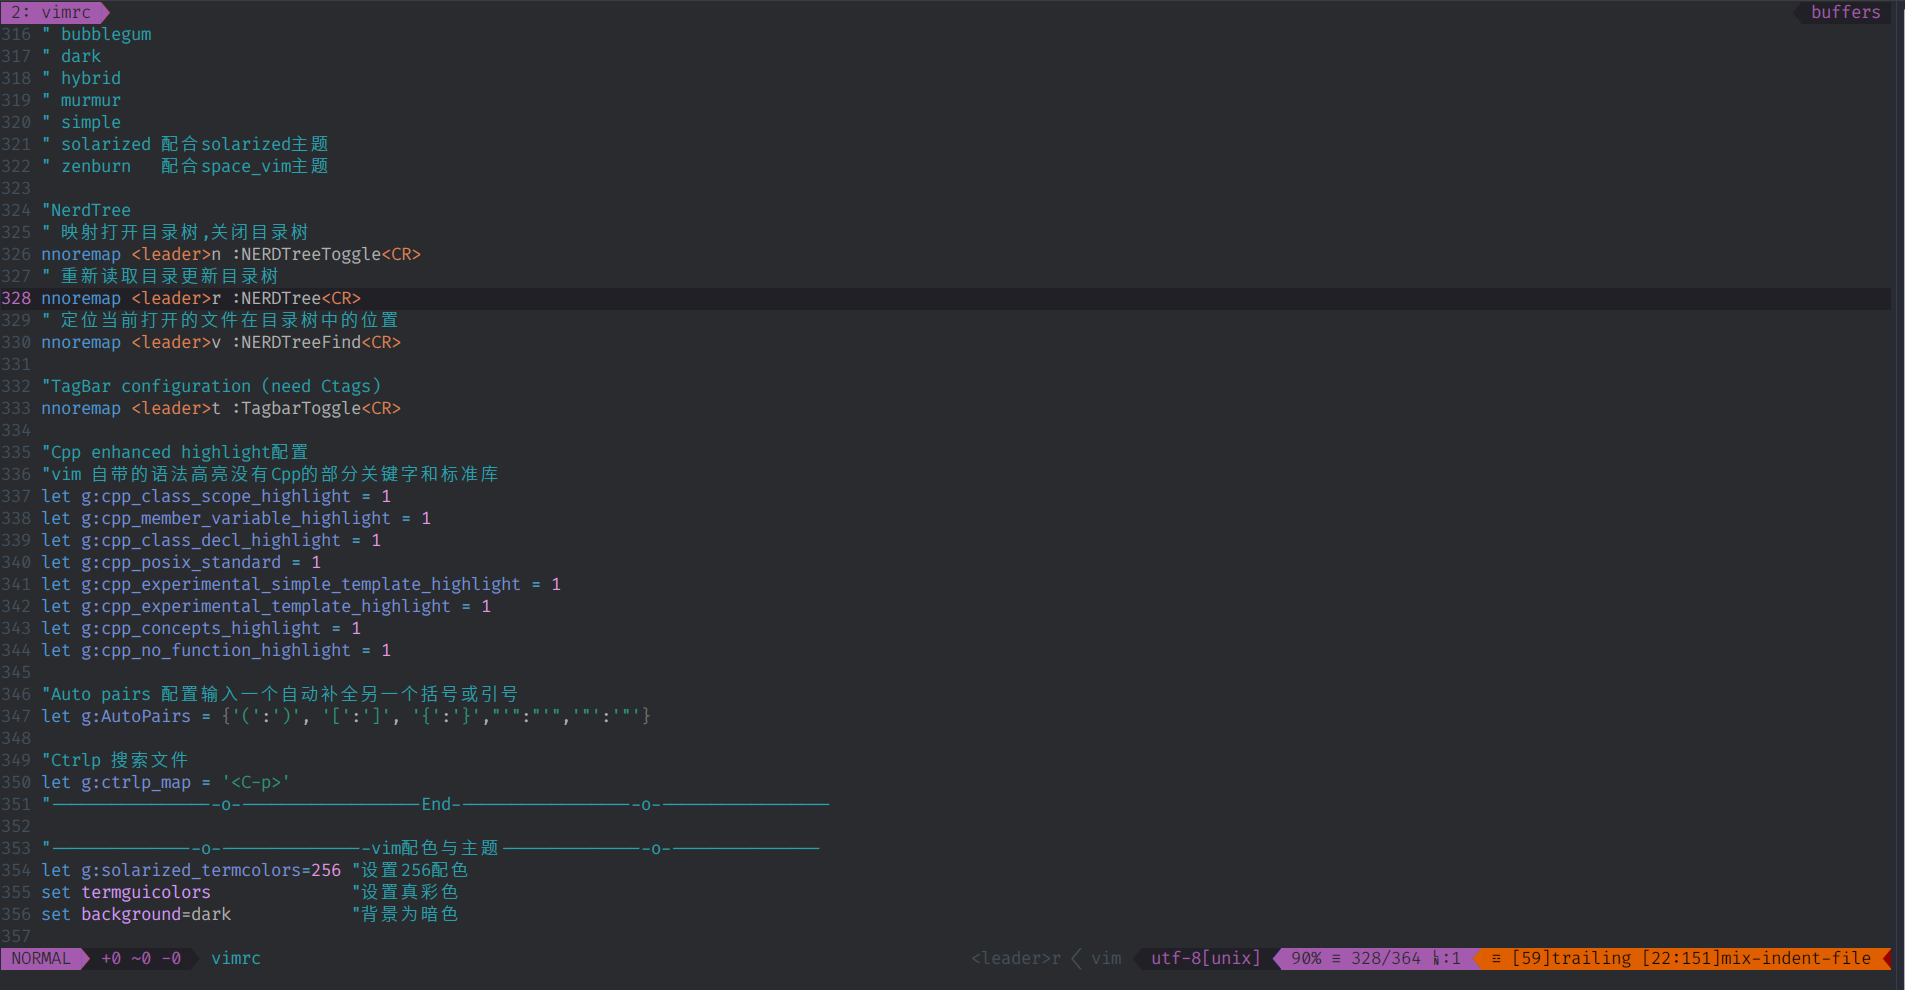 2: vimrc buffers
316 " bubblegum
317 " dark
318 " hybrid
319 " murmur
320 " simple
321 " solarized 配合solarized主题
322 " zenburn   配合space_vim主题
323
324 "NerdTree
325 " 映射打开目录树,关闭目录树
326 nnoremap <leader>n :NERDTreeToggle<CR>
327 " 重新读取目录更新目录树
328 nnoremap <leader>r :NERDTree<CR>
329 " 定位当前打开的文件在目录树中的位置
330 nnoremap <leader>v :NERDTreeFind<CR>
331
332 "TagBar configuration (need Ctags)
333 nnoremap <leader>t :TagbarToggle<CR>
334
335 "Cpp enhanced highlight配置
336 "vim 自带的语法高亮没有Cpp的部分关键字和标准库
337 let g:cpp_class_scope_highlight = 1
338 let g:cpp_member_variable_highlight = 1
339 let g:cpp_class_decl_highlight = 1
340 let g:cpp_posix_standard = 1
341 let g:cpp_experimental_simple_template_highlight = 1
342 let g:cpp_experimental_template_highlight = 1
343 let g:cpp_concepts_highlight = 1
344 let g:cpp_no_function_highlight = 1
345
346 "Auto pairs 配置输入一个自动补全另一个括号或引号
347 let g:AutoPairs = {'(':')', '[':']', '{':'}',"'":"'",'"':'"'}
348
349 "Ctrlp 搜索文件
350 let g:ctrlp_map = '<C-p>'
351 "----------------o------------------End------------------o-----------------
352
353 "--------------o---------------vim配色与主题--------------o---------------
354 let g:solarized_termcolors=256 "设置256配色
355 set termguicolors              "设置真彩色
356 set background=dark            "背景为暗色
357
NORMAL +0 ~0 -0 vimrc <leader>r vim utf-8[unix] 90% ≡ 328/364 ㏑:1 ☲ [59]trailing [22:151]mix-indent-file